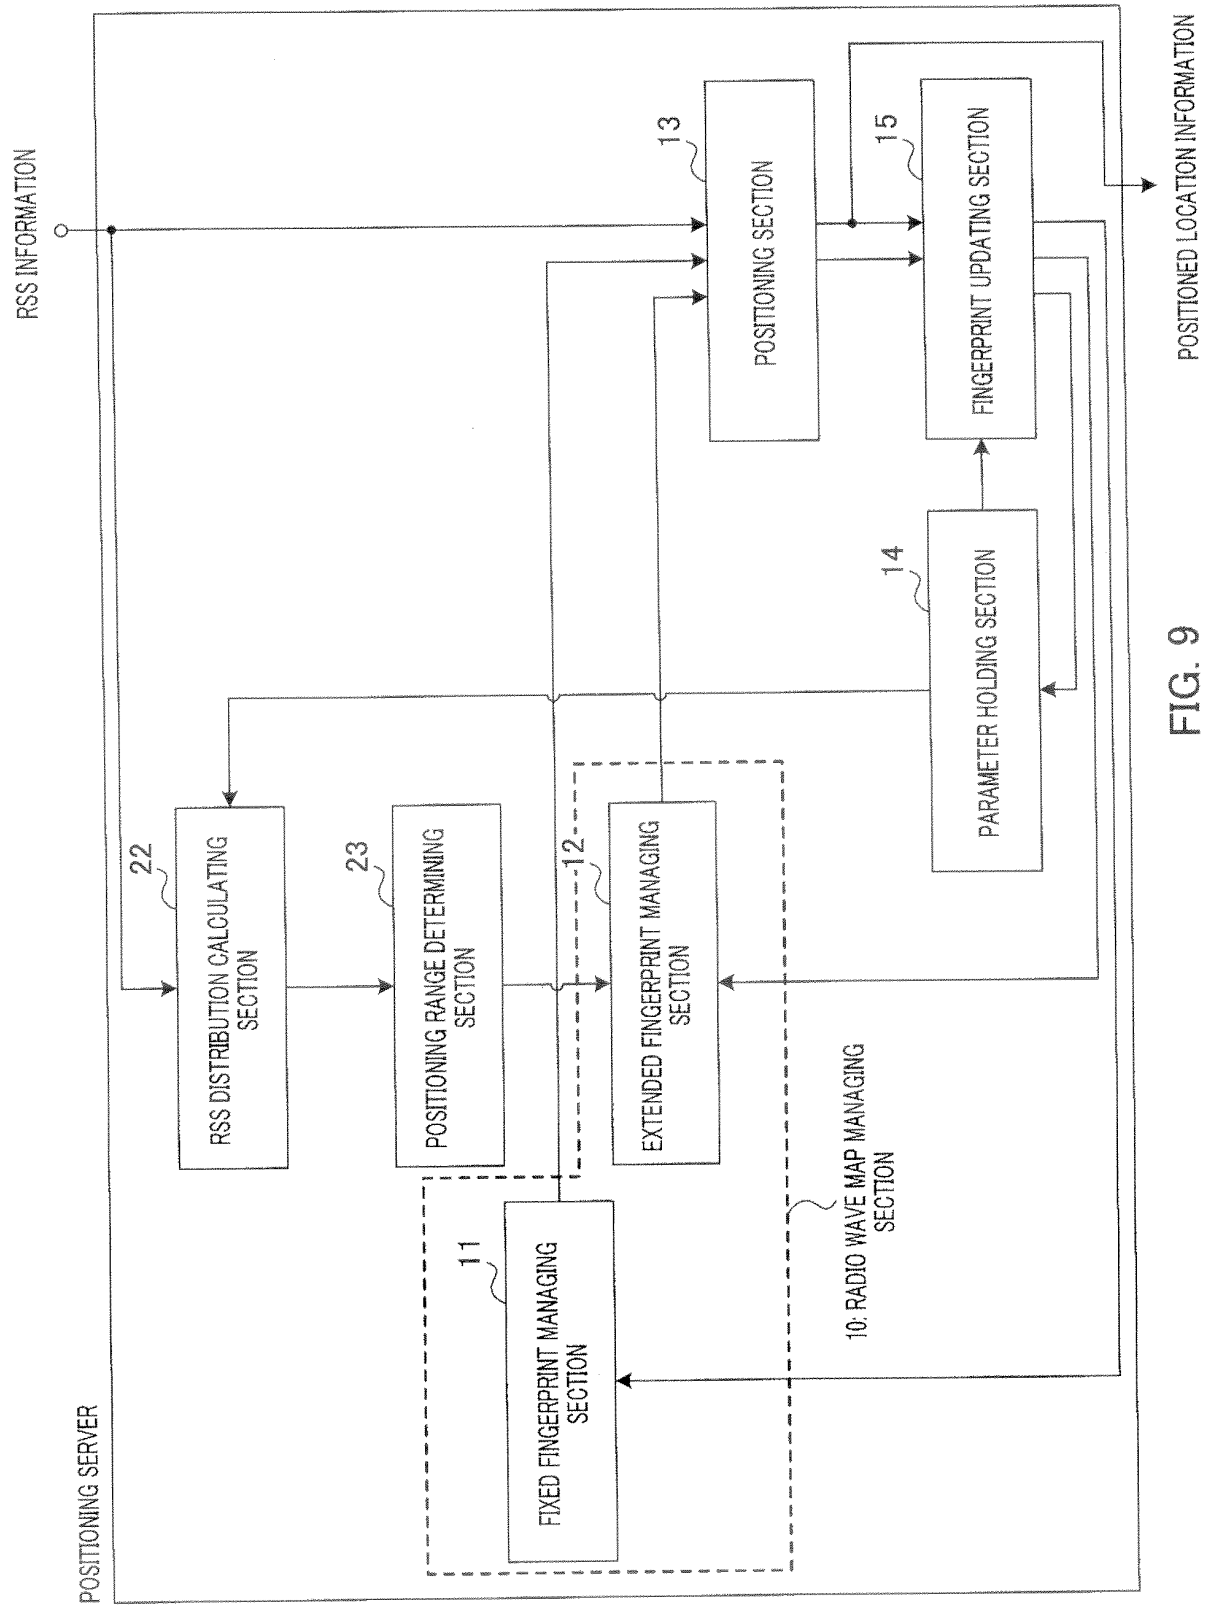 POSITIONING SERVER
RSS INFORMATION
22
RSS DISTRIBUTION CALCULATING
SECTION
23
POSITIONING RANGE DETERMINING
SECTION
11
FIXED FINGERPRINT MANAGING
SECTION
12
EXTENDED FINGERPRINT MANAGING
SECTION
13
POSITIONING SECTION
10: RADIO WAVE MAP MANAGING
SECTION
14
PARAMETER HOLDING SECTION
15
FINGERPRINT UPDATING SECTION
POSITIONED LOCATION INFORMATION
FIG. 9